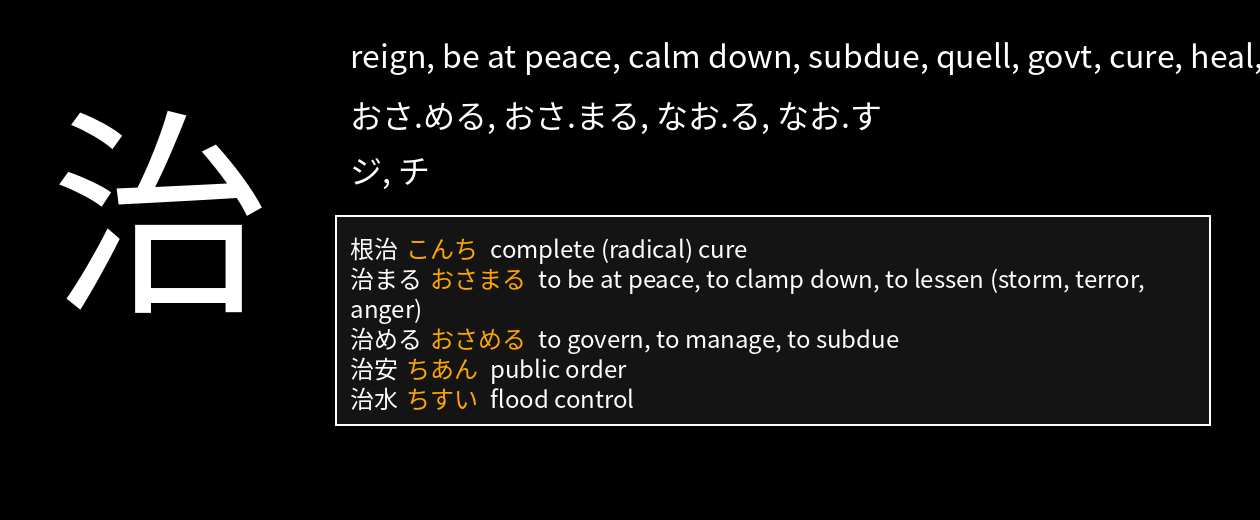 治
reign, be at peace, calm down, subdue, quell, govt, cure, heal,
おさ.める, おさ.まる, なお.る, なお.す
ジ, チ
根治 こんち complete (radical) cure
治まる おさまる to be at peace, to clamp down, to lessen (storm, terror,
anger)
治める おさめる to govern, to manage, to subdue
治安 ちあん public order
治水 ちすい flood control